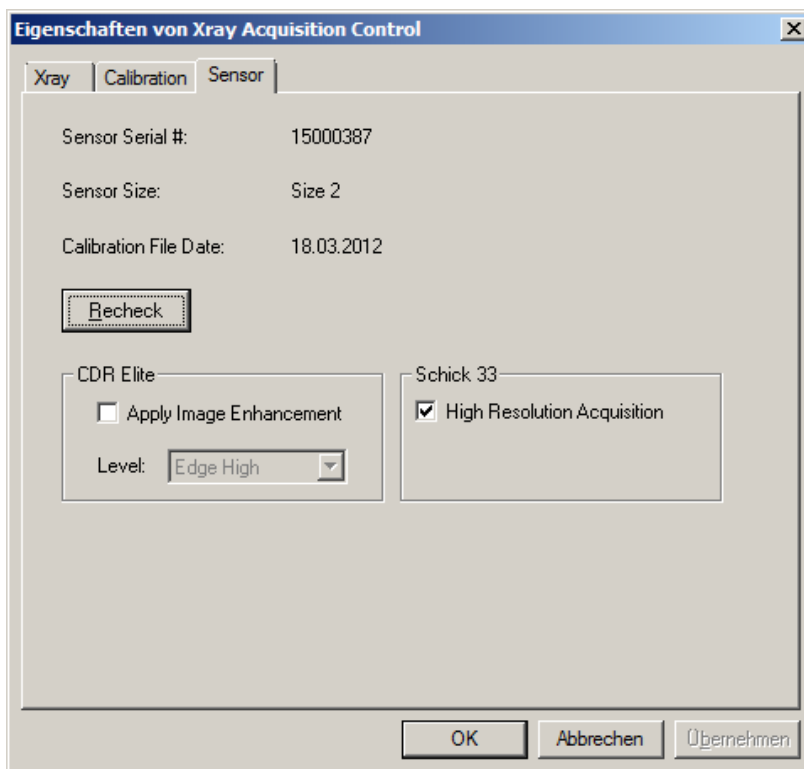 Eigenschaften von Xray Acquisition Control
Xray Calibration Sensor
Sensor Serial #: 15000387
Sensor Size: Size 2
Calibration File Date: 18.03.2012
Recheck
CDR Elite Schick 33
Apply Image Enhancement High Resolution Acquisition
Level: Edge High
OK Abbrechen Übernehmen